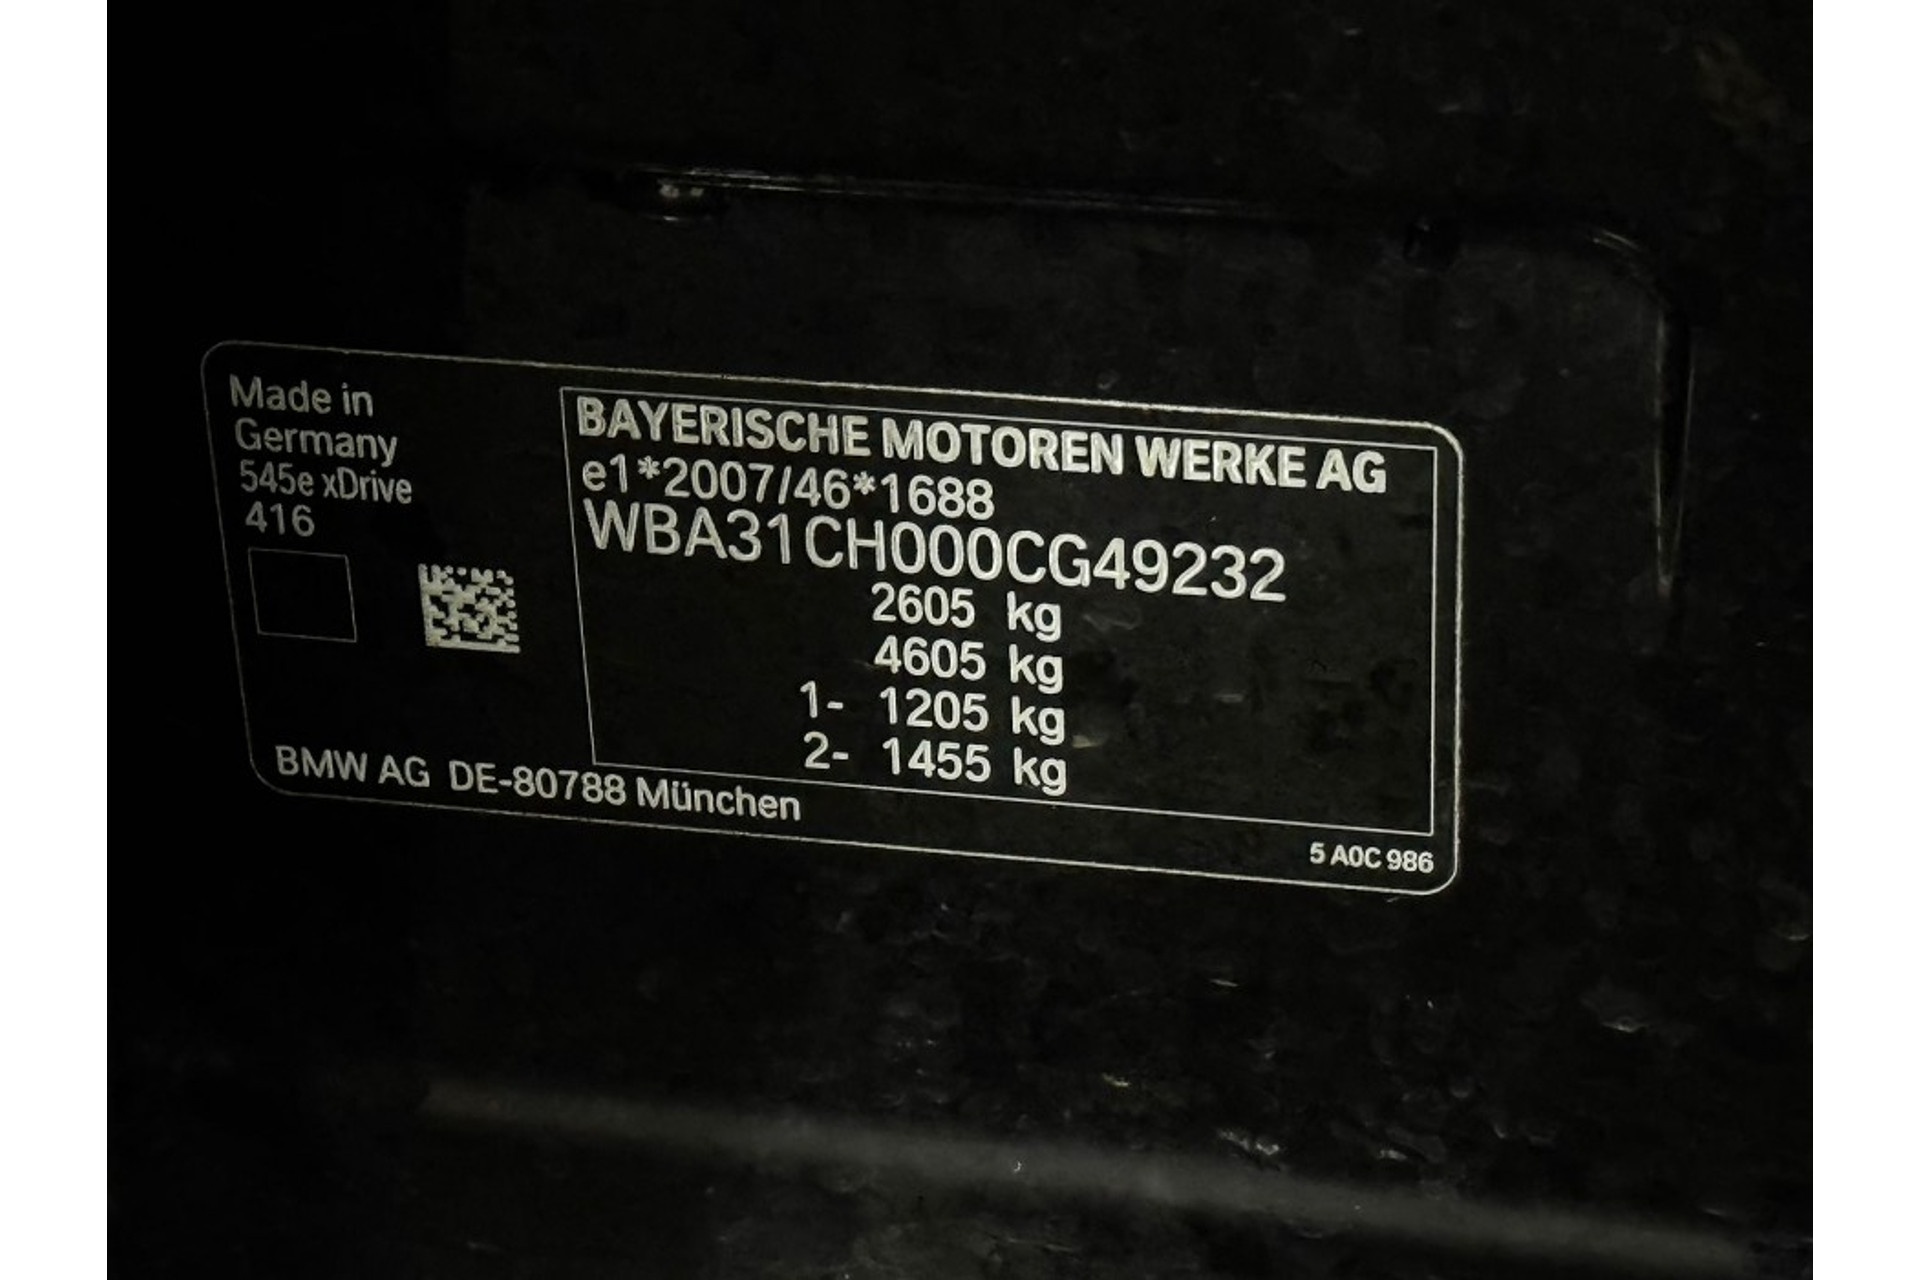 Made in
Germany
545e xDrive
416
BAYERISCHE MOTOREN WERKE AG
e1*2007/46*1688
WBA31CH000CG49232
2605 kg
4605 kg
1- 1205 kg
2- 1455 kg
BMW AG DE-80788 München
5 A0C 986